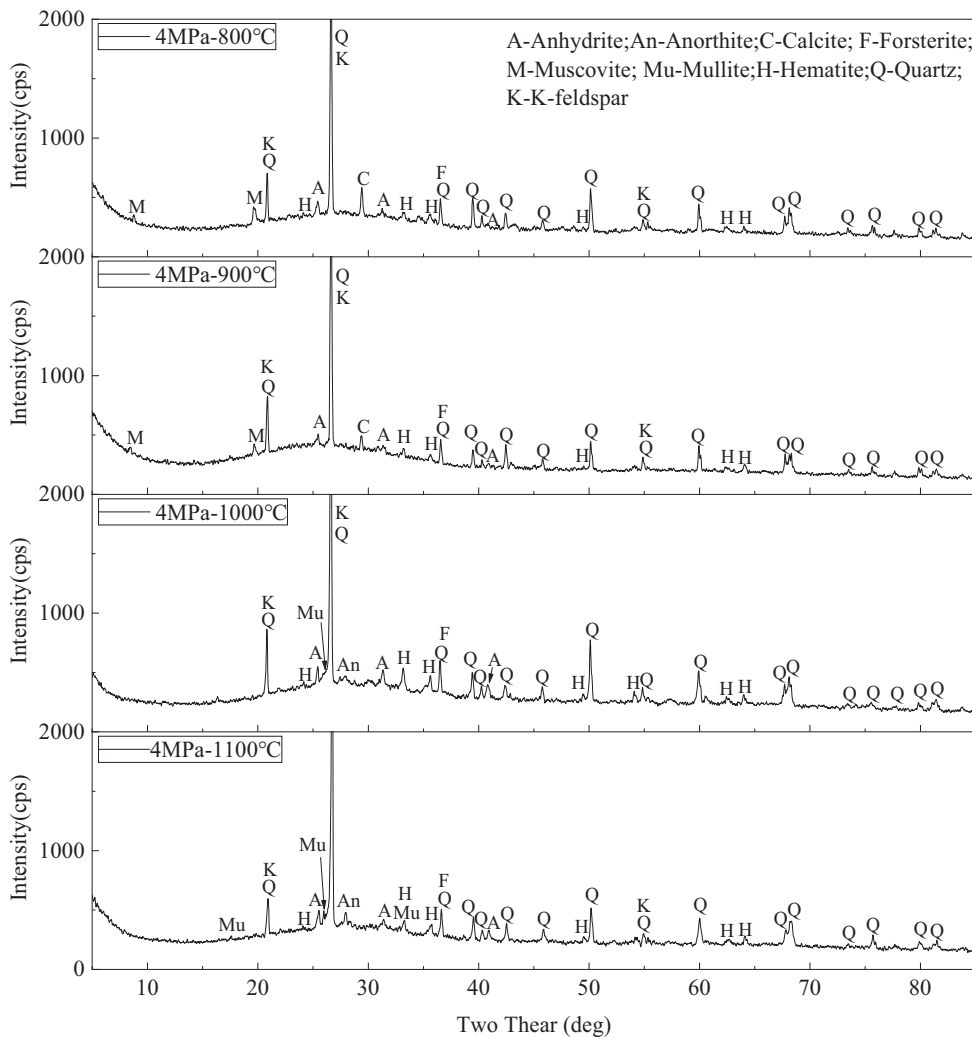 2000
4MPa-800℃
Q
K
A-Anhydrite;An-Anorthite;C-Calcite; F-Forsterite;
M-Muscovite; Mu-Mullite;H-Hematite;Q-Quartz;
K-K-feldspar
Intensity(cps)
1000
K
Q
M
M
H
A
C
A
H
H
F
Q
Q
Q
A
Q
Q
H
Q
K
Q
Q
H
H
Q
Q
Q
Q
Q
Q
2000
4MPa-900℃
Q
K
Intensity(cps)
1000
K
Q
M
M
A
C
A
H
H
F
Q
Q
Q
A
Q
Q
H
Q
K
Q
Q
H
H
Q
Q
Q
Q
Q
Q
2000
4MPa-1000℃
K
Q
Intensity(cps)
1000
K
Q
Mu
H
A
An
A
H
H
F
Q
Q
Q
A
Q
Q
H
Q
H
Q
Q
H
H
Q
Q
Q
Q
Q
Q
Q
2000
4MPa-1100℃
Intensity(cps)
1000
Mu
K
Q
Mu
H
A
An
A
H
Mu
H
F
Q
Q
Q
A
Q
Q
H
Q
K
Q
Q
H
H
Q
Q
Q
Q
Q
Q
0
10 20 30 40 50 60 70 80
Two Thear (deg)